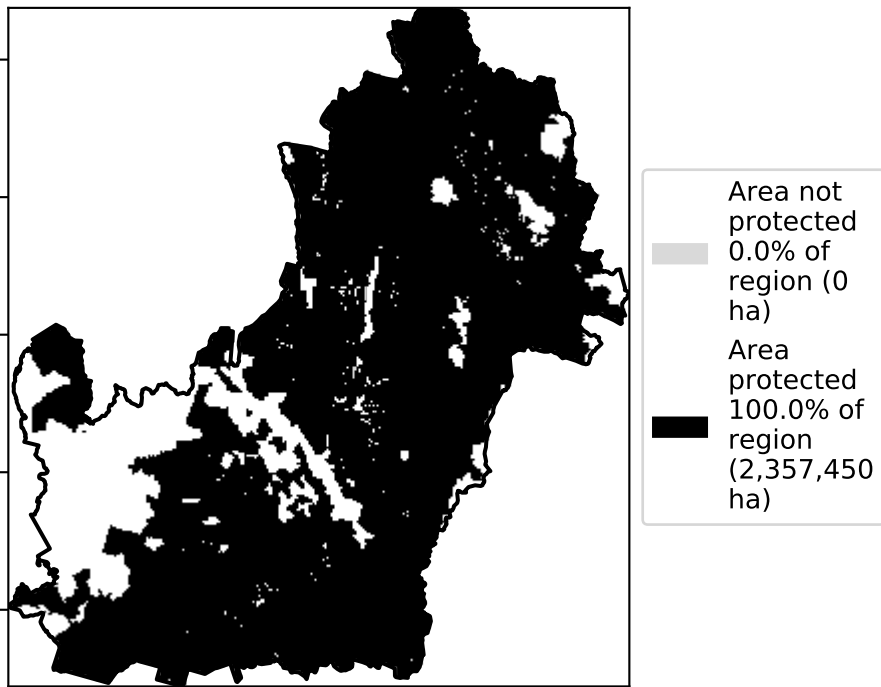 Area not
protected
0.0% of
region (0
ha)
Area
protected
100.0% of
region
(2,357,450
ha)